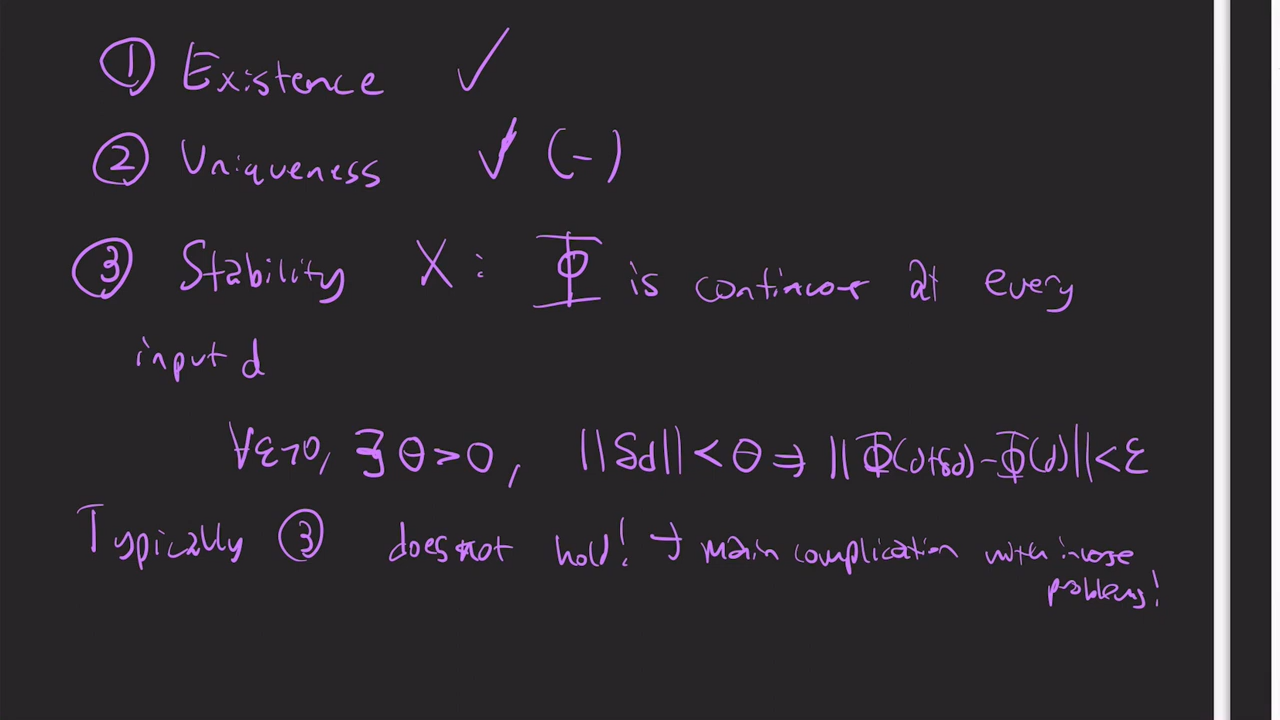 ① Existence ✓
② Uniqueness ✓ (-)
③ Stability X : Φ is continuous at every
input d
∀ε>0, ∃ θ>0, ||δd|| < θ ⇒ ||Φ(d+δd) - Φ(d)|| < ε
Typically ③ does not hold! → main complication with inverse
problems!